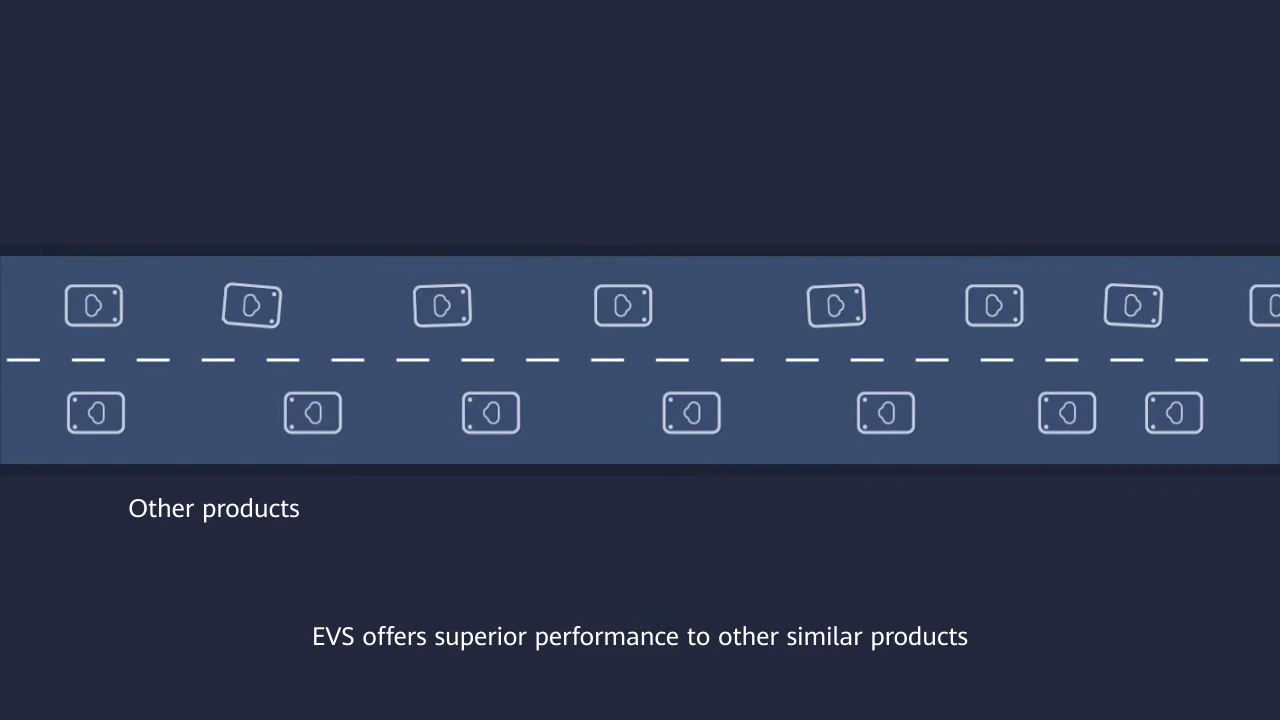 Other products
EVS offers superior performance to other similar products